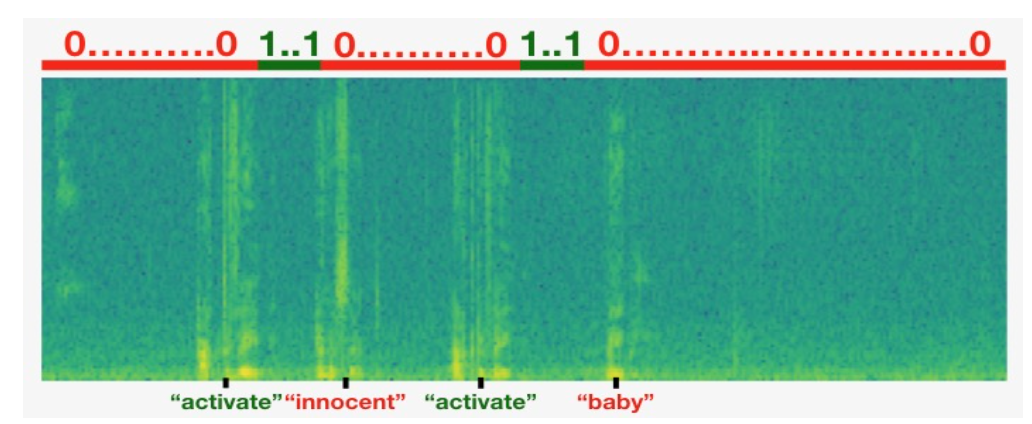 0..........0 1..1 0..........0 1..1 0............................0
“activate” “innocent” “activate” “baby”